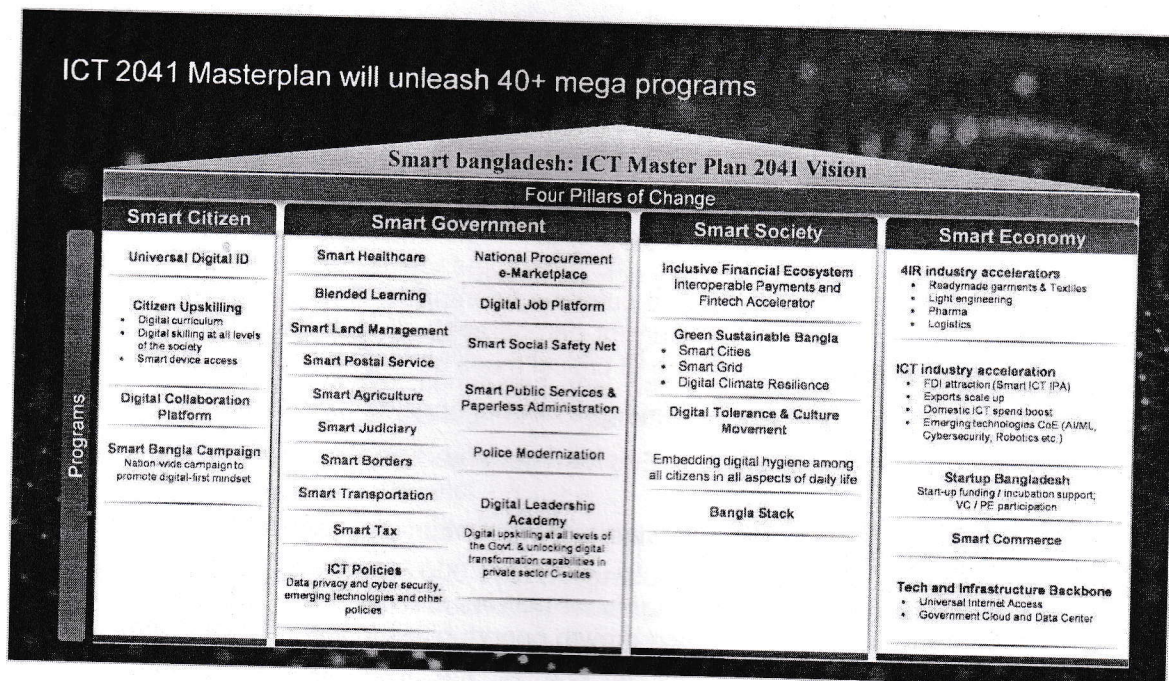 ICT 2041 Masterplan will unleash 40+ mega programs
Smart bangladesh: ICT Master Plan 2041 Vision
Four Pillars of Change
Programs
Smart Citizen
Universal Digital ID
Citizen Upskilling
• Digital curriculum
• Digital skilling at all levels
of the society
• Smart device access
Digital Collaboration
Platform
Smart Bangla Campaign
Nation-wide campaign to
promote digital-first mindset
Smart Government
Smart Healthcare
Blended Learning
Smart Land Management
Smart Postal Service
Smart Agriculture
Smart Judiciary
Smart Borders
Smart Transportation
Smart Tax
ICT Policies
Data privacy and cyber security,
emerging technologies and other
policies
National Procurement
e-Marketplace
Digital Job Platform
Smart Social Safety Net
Smart Public Services &
Paperless Administration
Police Modernization
Digital Leadership
Academy
Digital upskilling at all levels of
the Govt. & unlocking digital
transformation capabilities in
private sector C-suites
Smart Society
Inclusive Financial Ecosystem
Interoperable Payments and
Fintech Accelerator
Green Sustainable Bangla
• Smart Cities
• Smart Grid
• Digital Climate Resilience
Digital Tolerance & Culture
Movement
Embedding digital hygiene among
all citizens in all aspects of daily life
Bangla Stack
Smart Economy
4IR industry accelerators
• Readymade garments & Textiles
• Light engineering
• Pharma
• Logistics
ICT industry acceleration
• FDI attraction (Smart ICT IPA)
• Exports scale up
• Domestic ICT spend boost
• Emerging technologies CoE (AI/ML,
Cybersecurity, Robotics etc.)
Startup Bangladesh
Start-up funding / incubation support;
VC / PE participation
Smart Commerce
Tech and Infrastructure Backbone
• Universal Internet Access
• Government Cloud and Data Center